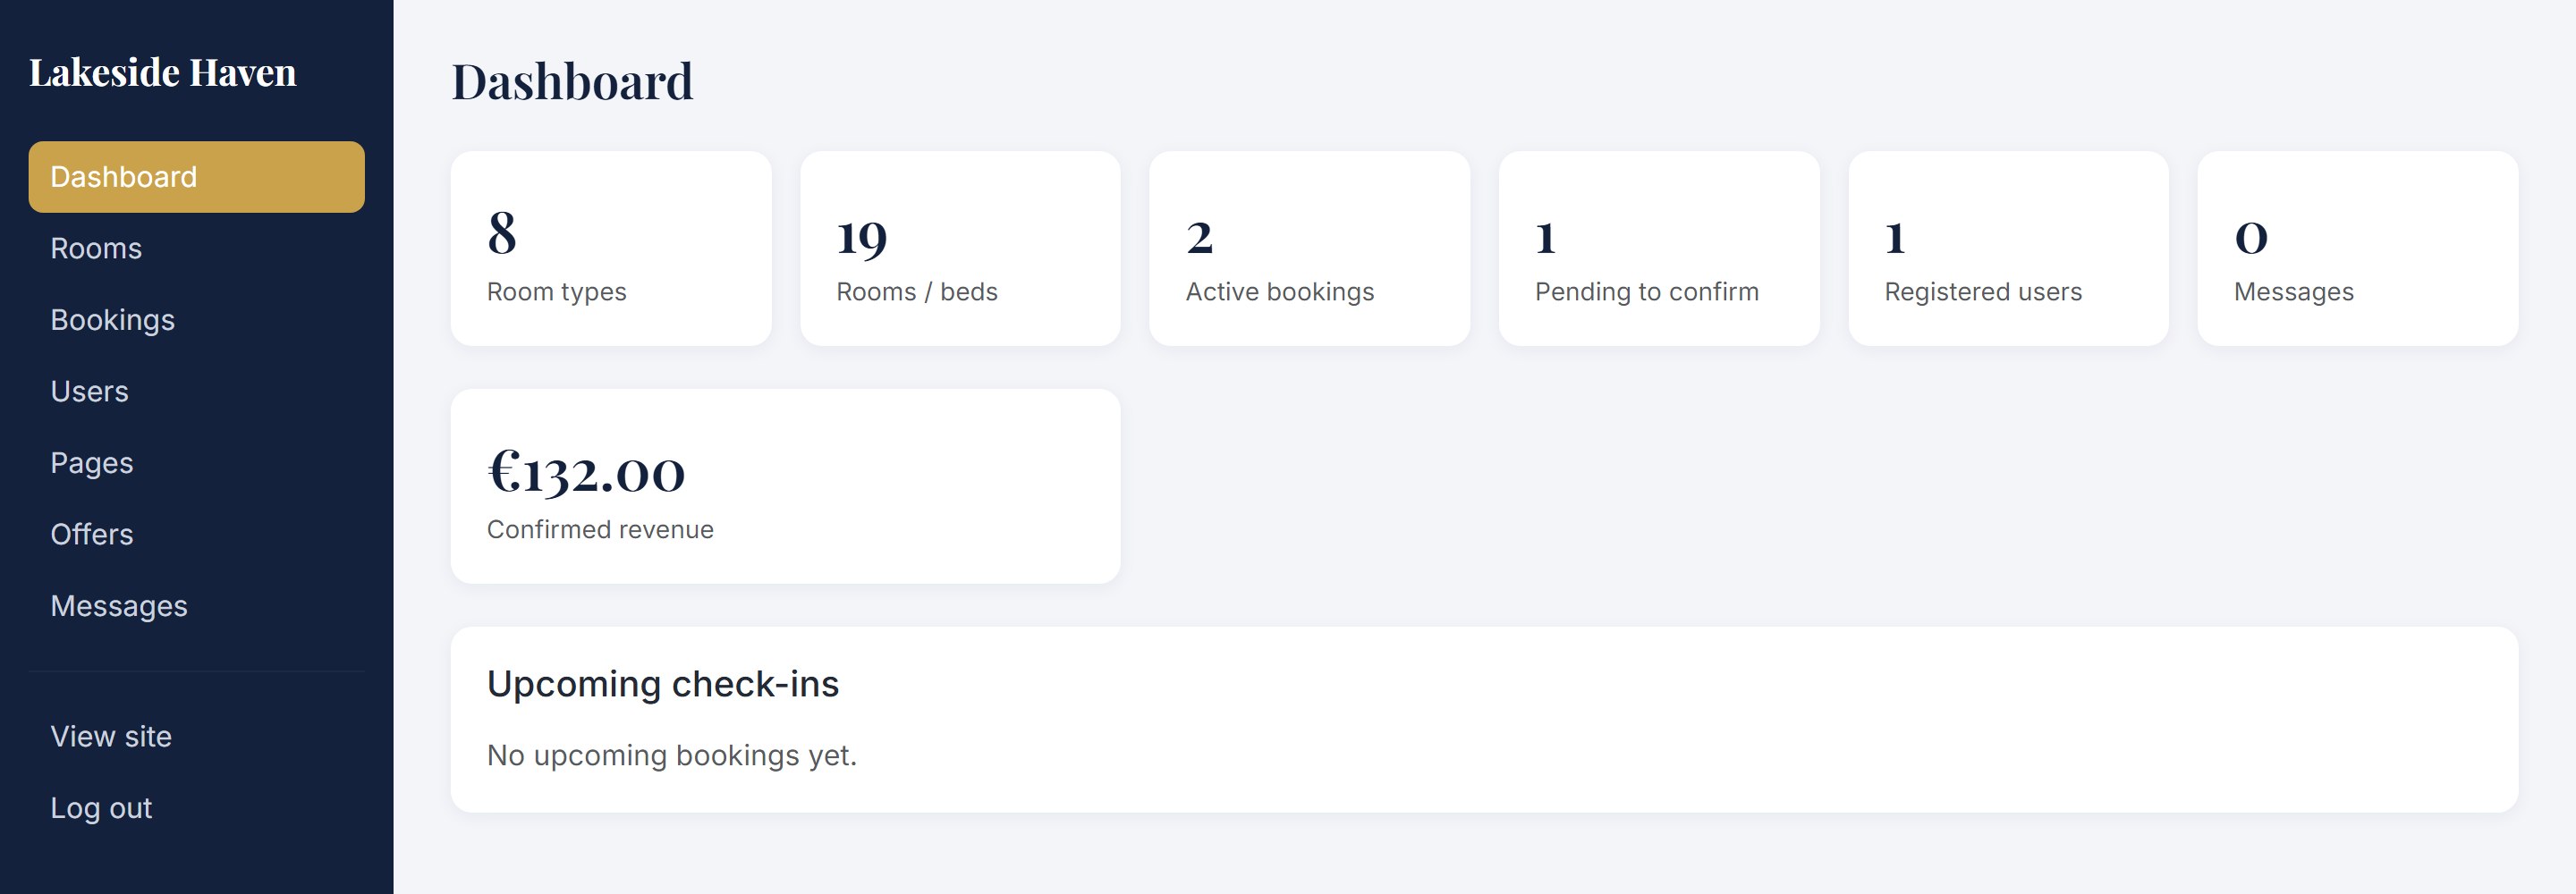 Lakeside Haven
Dashboard
Rooms
Bookings
Users
Pages
Offers
Messages
View site
Log out
Dashboard
8
Room types
19
Rooms / beds
2
Active bookings
1
Pending to confirm
1
Registered users
0
Messages
€132.00
Confirmed revenue
Upcoming check-ins
No upcoming bookings yet.